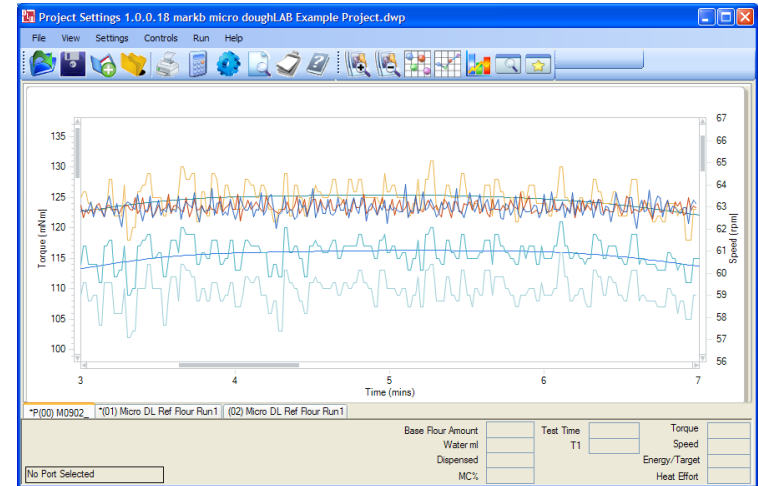 Project Settings 1.0.0.18 markb micro doughLAB Example Project.dwp
File View Settings Controls Run Help
135
130
125
120
115
110
105
100
Torque (mNm)
67
66
65
64
63
62
61
60
59
58
57
56
Speed (rpm)
3 4 5 6 7
Time (mins)
*P(00) M0902_ *(01) Micro DL Ref Flour Run1 (02) Micro DL Ref Flour Run1
Base Flour Amount Test Time Torque
Water ml T1 Speed
Dispensed Energy/Target
MC% Heat Effort
No Port Selected